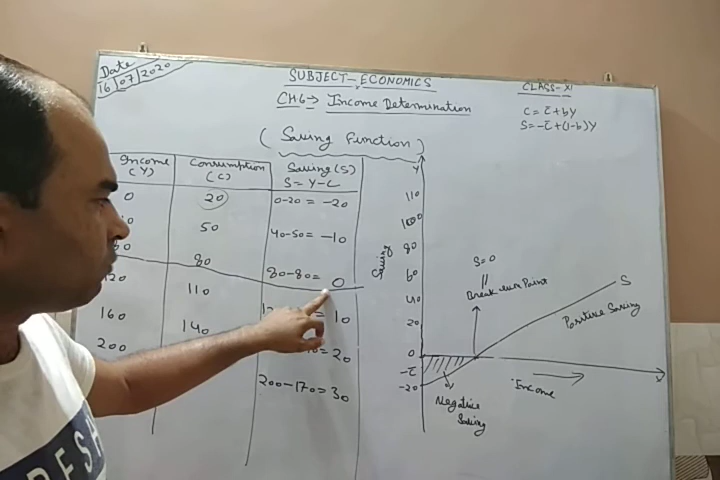 Date
16/07/2020
SUBJECT-ECONOMICS
CLASS-XI
CH6-> Income Determination
C = c̄ + bY
S = -c̄ + (1-b)Y
(Saving Function)
Income (Y)
Consumption (C)
Saving (S)
S = Y - C
0
20
0-20 = -20
50
40-50 = -10
80
80-80 = 0
120
110
= 10
160
140
= 20
200
200-170 = 30
Y
110
100
80
60
40
20
0
-c̄
-20
Saving
S=0
Break even Point
S
Positive Saving
Income
Negative Saving